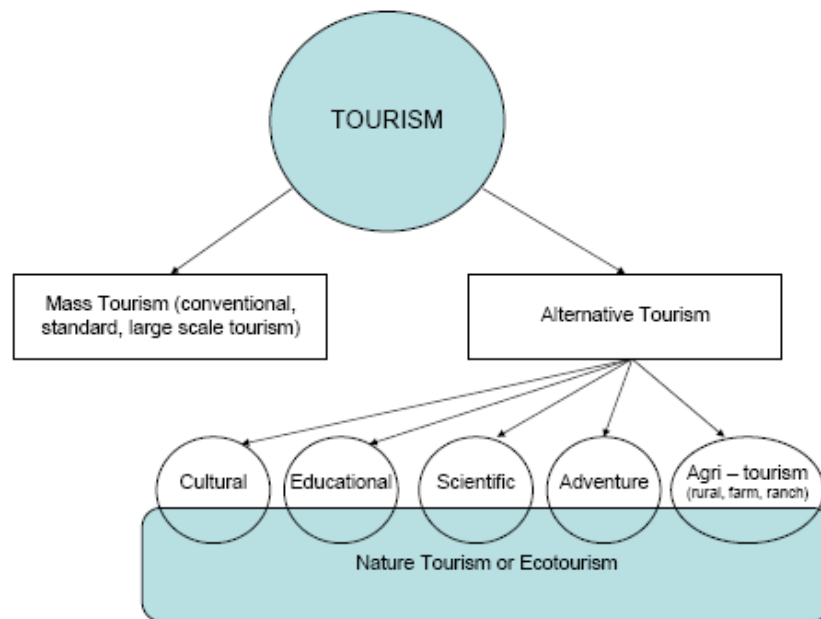 TOURISM
Mass Tourism (conventional,
standard, large scale tourism)
Alternative Tourism
Cultural
Educational
Scientific
Adventure
Agri – tourism
(rural, farm, ranch)
Nature Tourism or Ecotourism